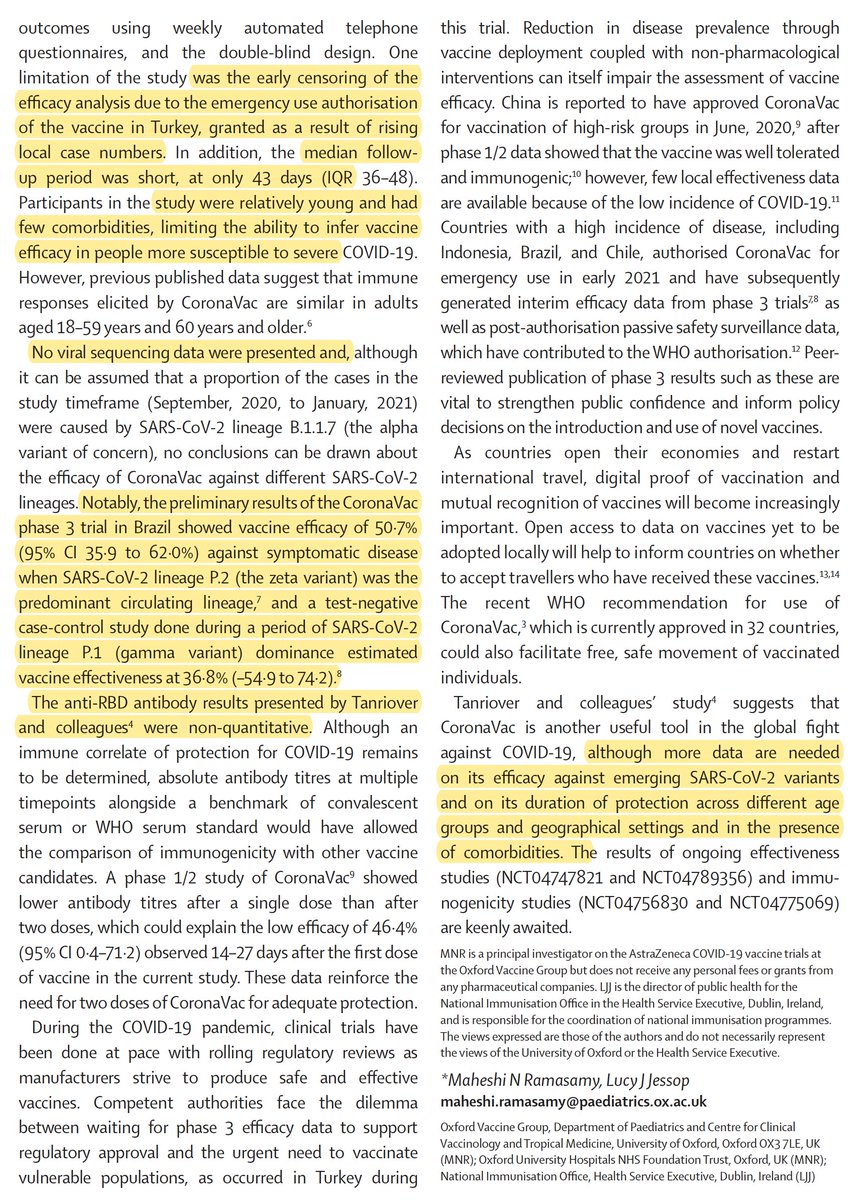 outcomes using weekly automated telephone
questionnaires, and the double-blind design. One
limitation of the study was the early censoring of the
efficacy analysis due to the emergency use authorisation
of the vaccine in Turkey, granted as a result of rising
local case numbers. In addition, the median follow-
up period was short, at only 43 days (IQR 36–48).
Participants in the study were relatively young and had
few comorbidities, limiting the ability to infer vaccine
efficacy in people more susceptible to severe COVID-19.
However, previous published data suggest that immune
responses elicited by CoronaVac are similar in adults
aged 18–59 years and 60 years and older.⁶
No viral sequencing data were presented and, although
it can be assumed that a proportion of the cases in the
study timeframe (September, 2020, to January, 2021)
were caused by SARS-CoV-2 lineage B.1.1.7 (the alpha
variant of concern), no conclusions can be drawn about
the efficacy of CoronaVac against different SARS-CoV-2
lineages. Notably, the preliminary results of the CoronaVac
phase 3 trial in Brazil showed vaccine efficacy of 50·7%
(95% CI 35·9 to 62·0%) against symptomatic disease
when SARS-CoV-2 lineage P.2 (the zeta variant) was the
predominant circulating lineage,⁷ and a test-negative
case-control study done during a period of SARS-CoV-2
lineage P.1 (gamma variant) dominance estimated
vaccine effectiveness at 36·8% (–54·9 to 74·2).⁸
The anti-RBD antibody results presented by Tanriover
and colleagues⁴ were non-quantitative. Although an
immune correlate of protection for COVID-19 remains
to be determined, absolute antibody titres at multiple
timepoints alongside a benchmark of convalescent
serum or WHO serum standard would have allowed
the comparison of immunogenicity with other vaccine
candidates. A phase 1/2 study of CoronaVac⁹ showed
lower antibody titres after a single dose than after
two doses, which could explain the low efficacy of 46·4%
(95% CI 0·4–71·2) observed 14–27 days after the first dose
of vaccine in the current study. These data reinforce the
need for two doses of CoronaVac for adequate protection.
During the COVID-19 pandemic, clinical trials have
been done at pace with rolling regulatory reviews as
manufacturers strive to produce safe and effective
vaccines. Competent authorities face the dilemma
between waiting for phase 3 efficacy data to support
regulatory approval and the urgent need to vaccinate
vulnerable populations, as occurred in Turkey during
this trial. Reduction in disease prevalence through
vaccine deployment coupled with non-pharmacological
interventions can itself impair the assessment of vaccine
efficacy. China is reported to have approved CoronaVac
for vaccination of high-risk groups in June, 2020,⁹ after
phase 1/2 data showed that the vaccine was well tolerated
and immunogenic;¹⁰ however, few local effectiveness data
are available because of the low incidence of COVID-19.¹¹
Countries with a high incidence of disease, including
Indonesia, Brazil, and Chile, authorised CoronaVac for
emergency use in early 2021 and have subsequently
generated interim efficacy data from phase 3 trials⁷,⁸ as
well as post-authorisation passive safety surveillance data,
which have contributed to the WHO authorisation.¹² Peer-
reviewed publication of phase 3 results such as these are
vital to strengthen public confidence and inform policy
decisions on the introduction and use of novel vaccines.
As countries open their economies and restart
international travel, digital proof of vaccination and
mutual recognition of vaccines will become increasingly
important. Open access to data on vaccines yet to be
adopted locally will help to inform countries on whether
to accept travellers who have received these vaccines.¹³,¹⁴
The recent WHO recommendation for use of
CoronaVac,³ which is currently approved in 32 countries,
could also facilitate free, safe movement of vaccinated
individuals.
Tanriover and colleagues’ study⁴ suggests that
CoronaVac is another useful tool in the global fight
against COVID-19, although more data are needed
on its efficacy against emerging SARS-CoV-2 variants
and on its duration of protection across different age
groups and geographical settings and in the presence
of comorbidities. The results of ongoing effectiveness
studies (NCT04747821 and NCT04789356) and immu-
nogenicity studies (NCT04756830 and NCT04775069)
are keenly awaited.
MNR is a principal investigator on the AstraZeneca COVID-19 vaccine trials at
the Oxford Vaccine Group but does not receive any personal fees or grants from
any pharmaceutical companies. LJJ is the director of public health for the
National Immunisation Office in the Health Service Executive, Dublin, Ireland,
and is responsible for the coordination of national immunisation programmes.
The views expressed are those of the authors and do not necessarily represent
the views of the University of Oxford or the Health Service Executive.
*Maheshi N Ramasamy, Lucy J Jessop
maheshi.ramasamy@paediatrics.ox.ac.uk
Oxford Vaccine Group, Department of Paediatrics and Centre for Clinical
Vaccinology and Tropical Medicine, University of Oxford, Oxford OX3 7LE, UK
(MNR); Oxford University Hospitals NHS Foundation Trust, Oxford, UK (MNR);
National Immunisation Office, Health Service Executive, Dublin, Ireland (LJJ)